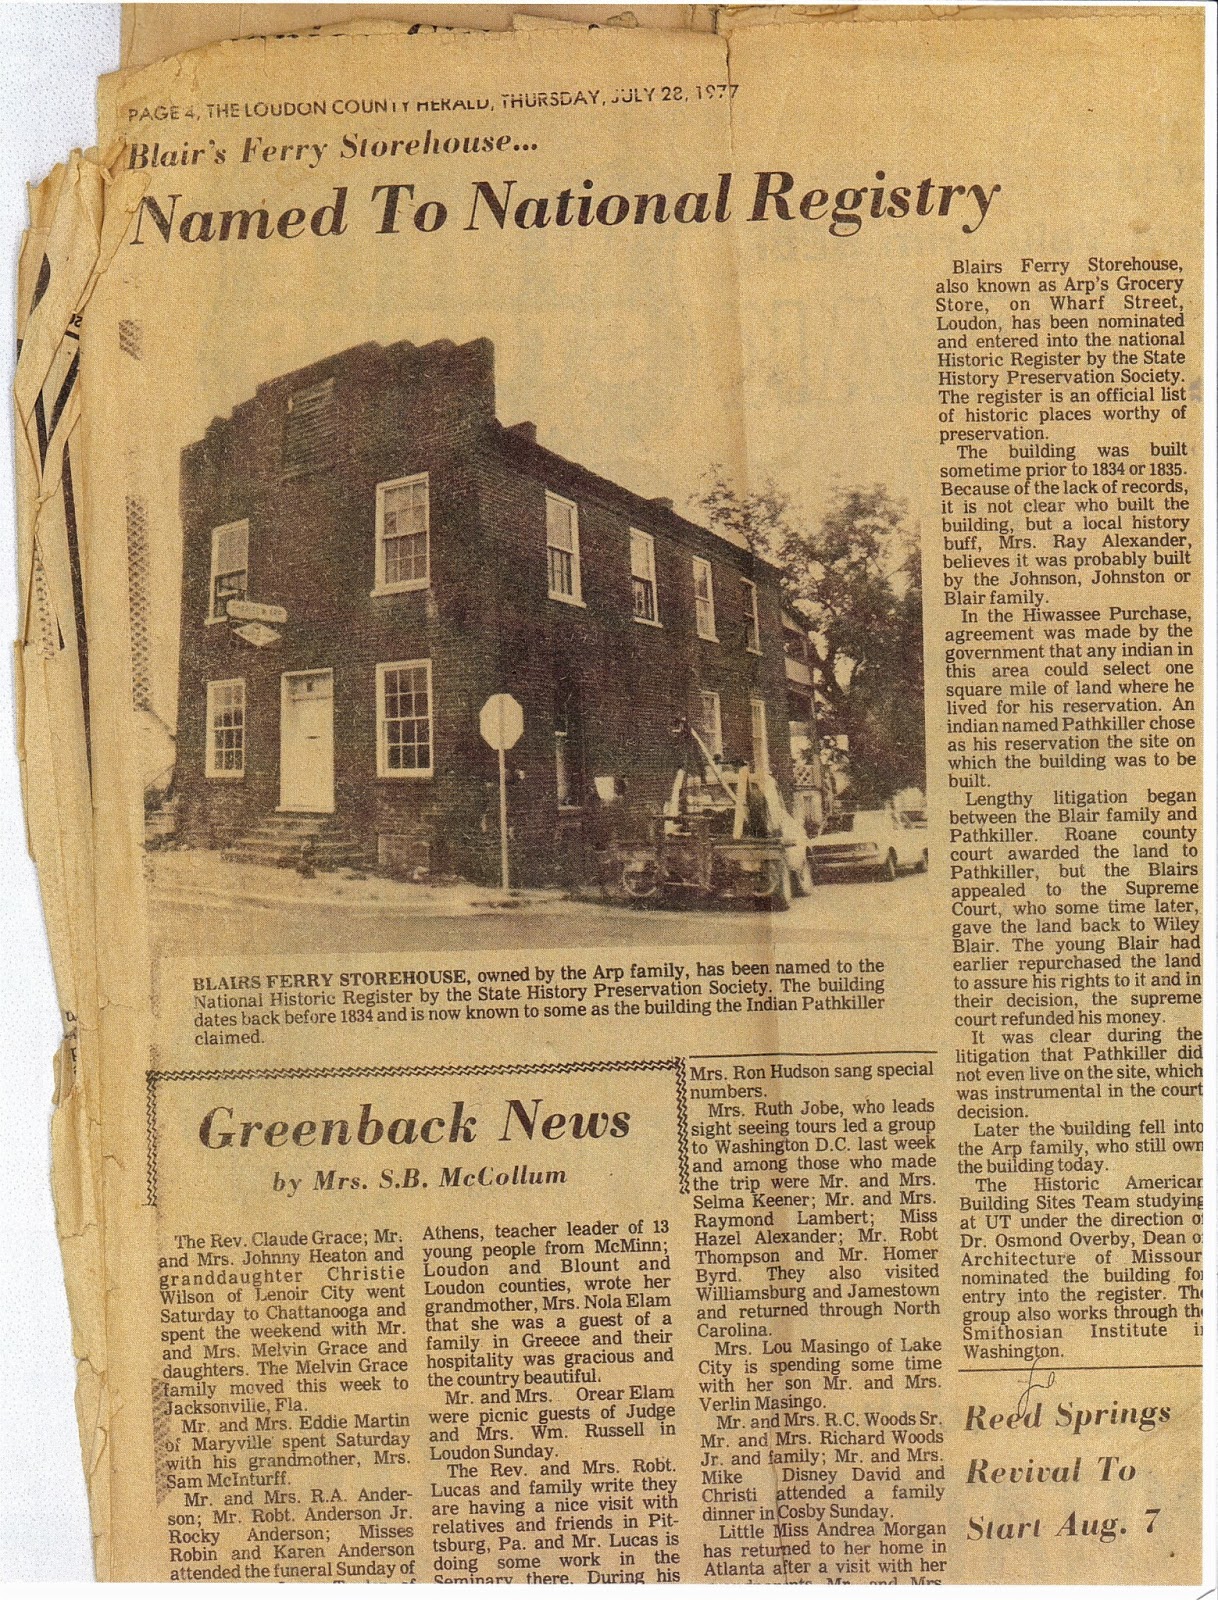 PAGE 4, THE LOUDON COUNTY HERALD, THURSDAY, JULY 28, 1977
Blair's Ferry Storehouse...
Named To National Registry
Blairs Ferry Storehouse,
also known as Arp's Grocery
Store, on Wharf Street,
Loudon, has been nominated
and entered into the national
Historic Register by the State
History Preservation Society.
The register is an official list
of historic places worthy of
preservation.
The building was built
sometime prior to 1834 or 1835.
Because of the lack of records,
it is not clear who built the
building, but a local history
buff, Mrs. Ray Alexander,
believes it was probably built
by the Johnson, Johnston or
Blair family.
In the Hiwassee Purchase,
agreement was made by the
government that any indian in
this area could select one
square mile of land where he
lived for his reservation. An
indian named Pathkiller chose
as his reservation the site on
which the building was to be
built.
Lengthy litigation began
between the Blair family and
Pathkiller. Roane county
court awarded the land to
Pathkiller, but the Blairs
appealed to the Supreme
Court, who some time later,
gave the land back to Wiley
Blair. The young Blair had
earlier repurchased the land
to assure his rights to it and in
their decision, the supreme
court refunded his money.
It was clear during the
litigation that Pathkiller did
not even live on the site, which
was instrumental in the court
decision.
Later the building fell into
the Arp family, who still own
the building today.
The Historic American
Building Sites Team studying
at UT under the direction o
Dr. Osmond Overby, Dean o
Architecture of Missour
nominated the building fo
entry into the register. The
group also works through the
Smithosian Institute i
Washington.
BLAIRS FERRY STOREHOUSE, owned by the Arp family, has been named to the
National Historic Register by the State History Preservation Society. The building
dates back before 1834 and is now known to some as the building the Indian Pathkiller
claimed.
Greenback News
by Mrs. S.B. McCollum
The Rev. Claude Grace; Mr.
and Mrs. Johnny Heaton and
granddaughter Christie
Wilson of Lenoir City went
Saturday to Chattanooga and
spent the weekend with Mr.
and Mrs. Melvin Grace and
daughters. The Melvin Grace
family moved this week to
Jacksonville, Fla.
Mr. and Mrs. Eddie Martin
of Maryville spent Saturday
with his grandmother, Mrs.
Sam McInturff.
Mr. and Mrs. R.A. Ander-
son; Mr. Robt. Anderson Jr.
Rocky Anderson; Misses
Robin and Karen Anderson
attended the funeral Sunday of
Athens, teacher leader of 13
young people from McMinn;
Loudon and Blount and
Loudon counties, wrote her
grandmother, Mrs. Nola Elam
that she was a guest of a
family in Greece and their
hospitality was gracious and
the country beautiful.
Mr. and Mrs. Orear Elam
were picnic guests of Judge
and Mrs. Wm. Russell in
Loudon Sunday.
The Rev. and Mrs. Robt.
Lucas and family write they
are having a nice visit with
relatives and friends in Pit-
tsburg, Pa. and Mr. Lucas is
doing some work in the
Seminary there. During his
Mrs. Ron Hudson sang special
numbers.
Mrs. Ruth Jobe, who leads
sight seeing tours led a group
to Washington D.C. last week
and among those who made
the trip were Mr. and Mrs.
Selma Keener; Mr. and Mrs.
Raymond Lambert; Miss
Hazel Alexander; Mr. Robt
Thompson and Mr. Homer
Byrd. They also visited
Williamsburg and Jamestown
and returned through North
Carolina.
Mrs. Lou Masingo of Lake
City is spending some time
with her son Mr. and Mrs.
Verlin Masingo.
Mr. and Mrs. R.C. Woods Sr.
Mr. and Mrs. Richard Woods
Jr. and family; Mr. and Mrs.
Mike Disney David and
Christi attended a family
dinner in Cosby Sunday.
Little Miss Andrea Morgan
has returned to her home in
Atlanta after a visit with her
Mr. and Mrs
Reed Springs
Revival To
Start Aug. 7